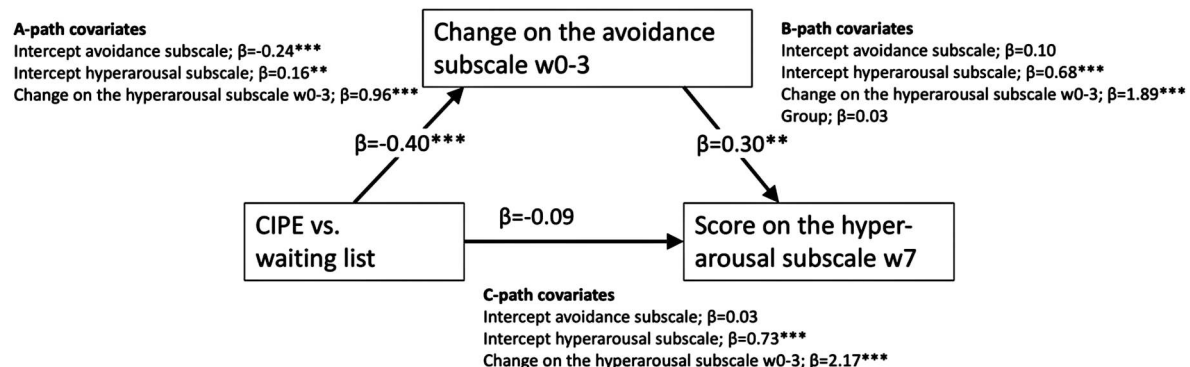 A-path covariates
Intercept avoidance subscale; β=-0.24***
Intercept hyperarousal subscale; β=0.16**
Change on the hyperarousal subscale w0-3; β=0.96***
Change on the avoidance
subscale w0-3
B-path covariates
Intercept avoidance subscale; β=0.10
Intercept hyperarousal subscale; β=0.68***
Change on the hyperarousal subscale w0-3; β=1.89***
Group; β=0.03
β=-0.40***
β=0.30**
CIPE vs.
waiting list
β=-0.09
Score on the hyper-
arousal subscale w7
C-path covariates
Intercept avoidance subscale; β=0.03
Intercept hyperarousal subscale; β=0.73***
Change on the hyperarousal subscale w0-3; β=2.17***